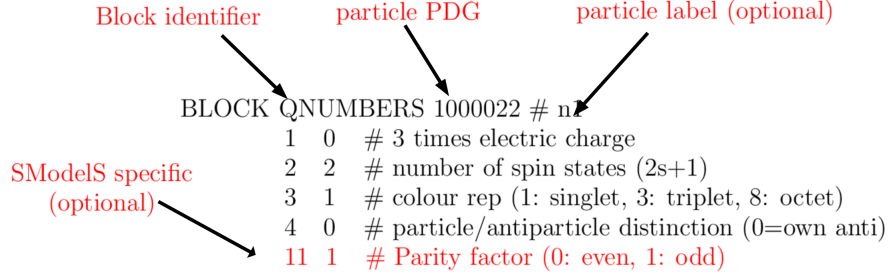 Block identifier
particle PDG
particle label (optional)
BLOCK QNUMBERS 1000022 # n1
1 0 # 3 times electric charge
2 2 # number of spin states (2s+1)
SModelS specific
(optional)
3 1 # colour rep (1: singlet, 3: triplet, 8: octet)
4 0 # particle/antiparticle distinction (0=own anti)
11 1 # Parity factor (0: even, 1: odd)